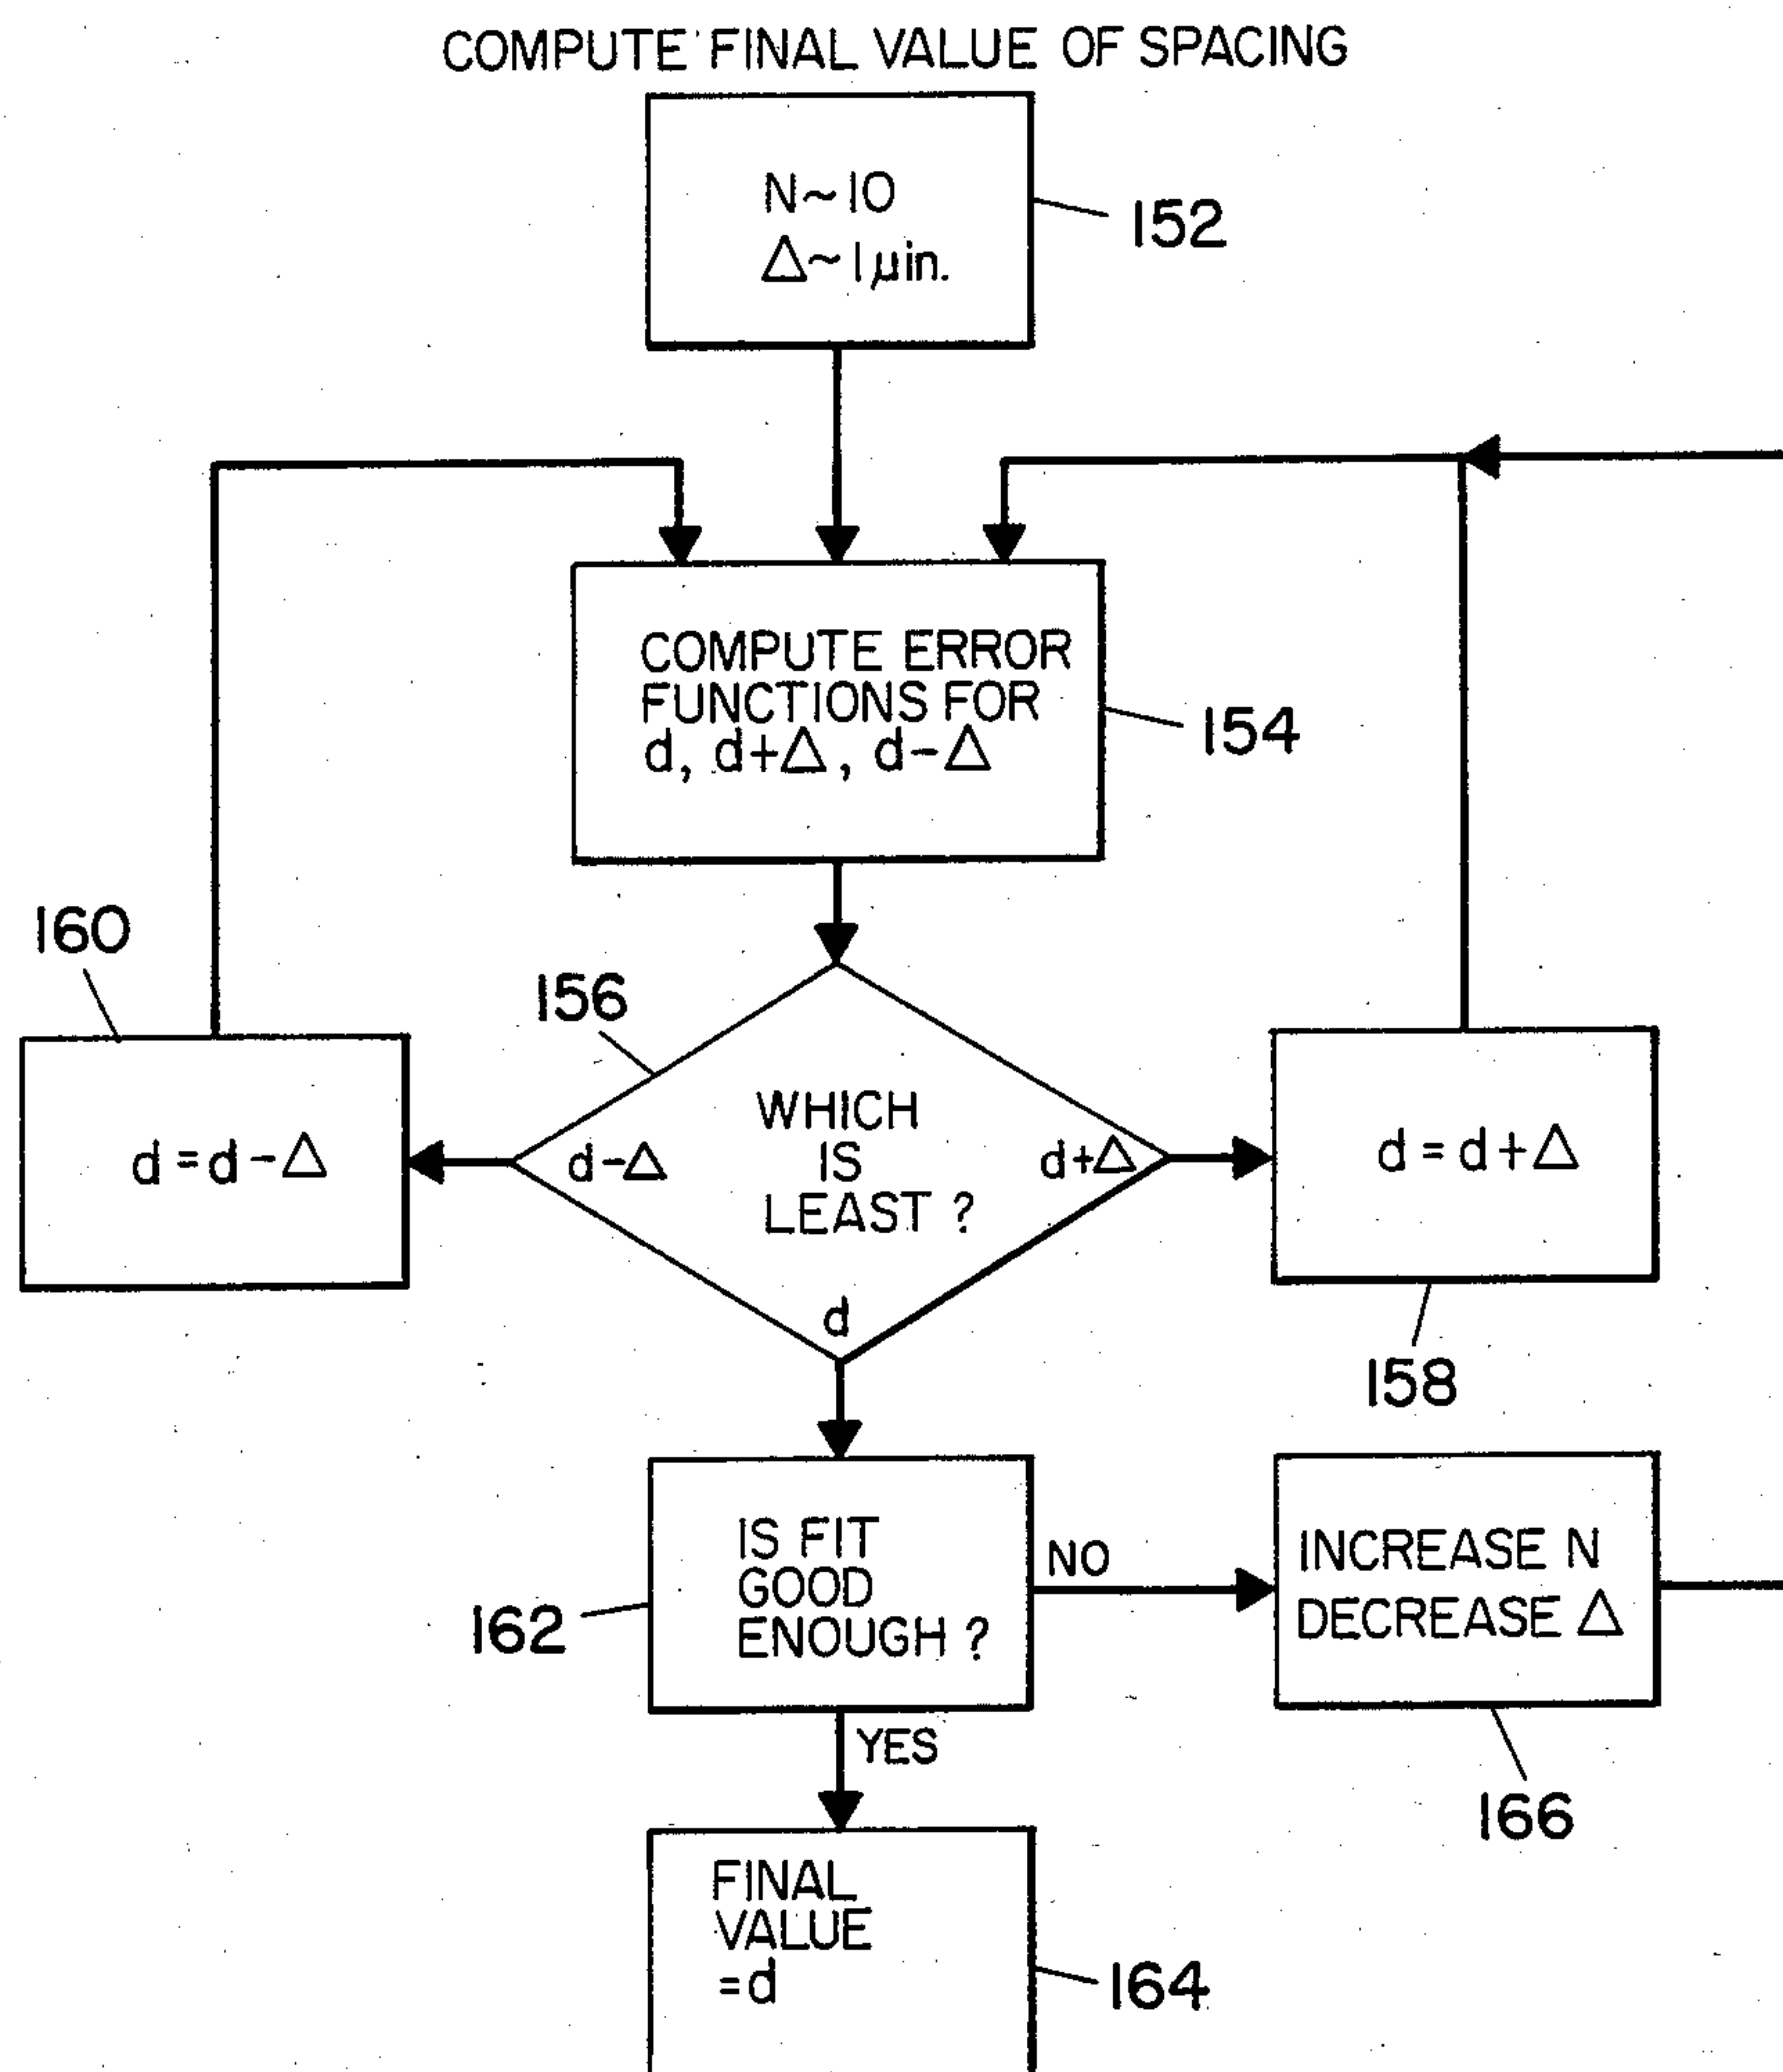 COMPUTE FINAL VALUE OF SPACING
N~10
Δ~1μin.
152
COMPUTE ERROR
FUNCTIONS FOR
d, d+Δ, d-Δ
154
160
156
d=d-Δ
d-Δ
WHICH
IS
LEAST ?
d+Δ
d
d=d+Δ
158
IS FIT
GOOD
ENOUGH ?
162
NO
INCREASE N
DECREASE Δ
166
YES
FINAL
VALUE
=d
164